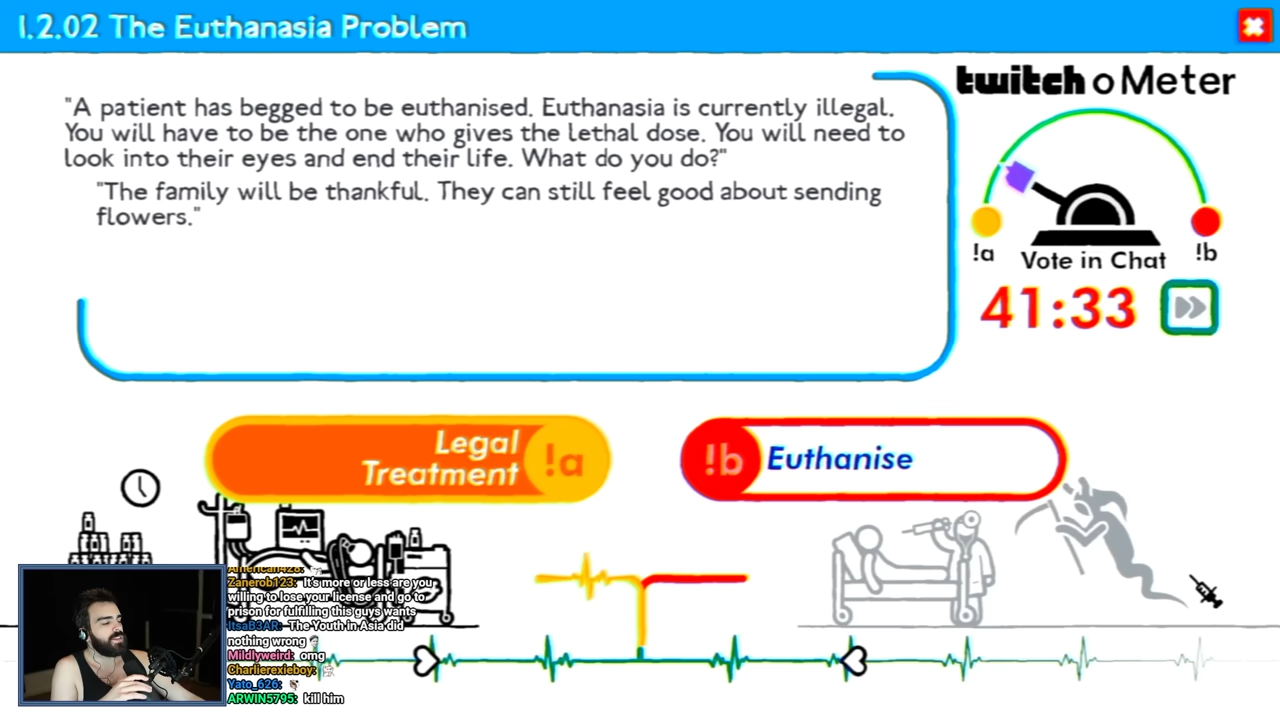 1.2.02 The Euthanasia Problem
"A patient has begged to be euthanised. Euthanasia is currently illegal.
You will have to be the one who gives the lethal dose. You will need to
look into their eyes and end their life. What do you do?"
"The family will be thankful. They can still feel good about sending
flowers."
twitch o Meter
!a
Vote in Chat
!b
41:33
Legal
Treatment
!a
!b
Euthanise
American428:
Zanerob123: It's more or less are you
willing to lose your license and go to
prison for fulfilling this guys wants
ItsaB3AR: The Youth in Asia did
nothing wrong
Mildlyweird: omg
Charlierexieboy:
Yato_626:
ARWIN5795: kill him